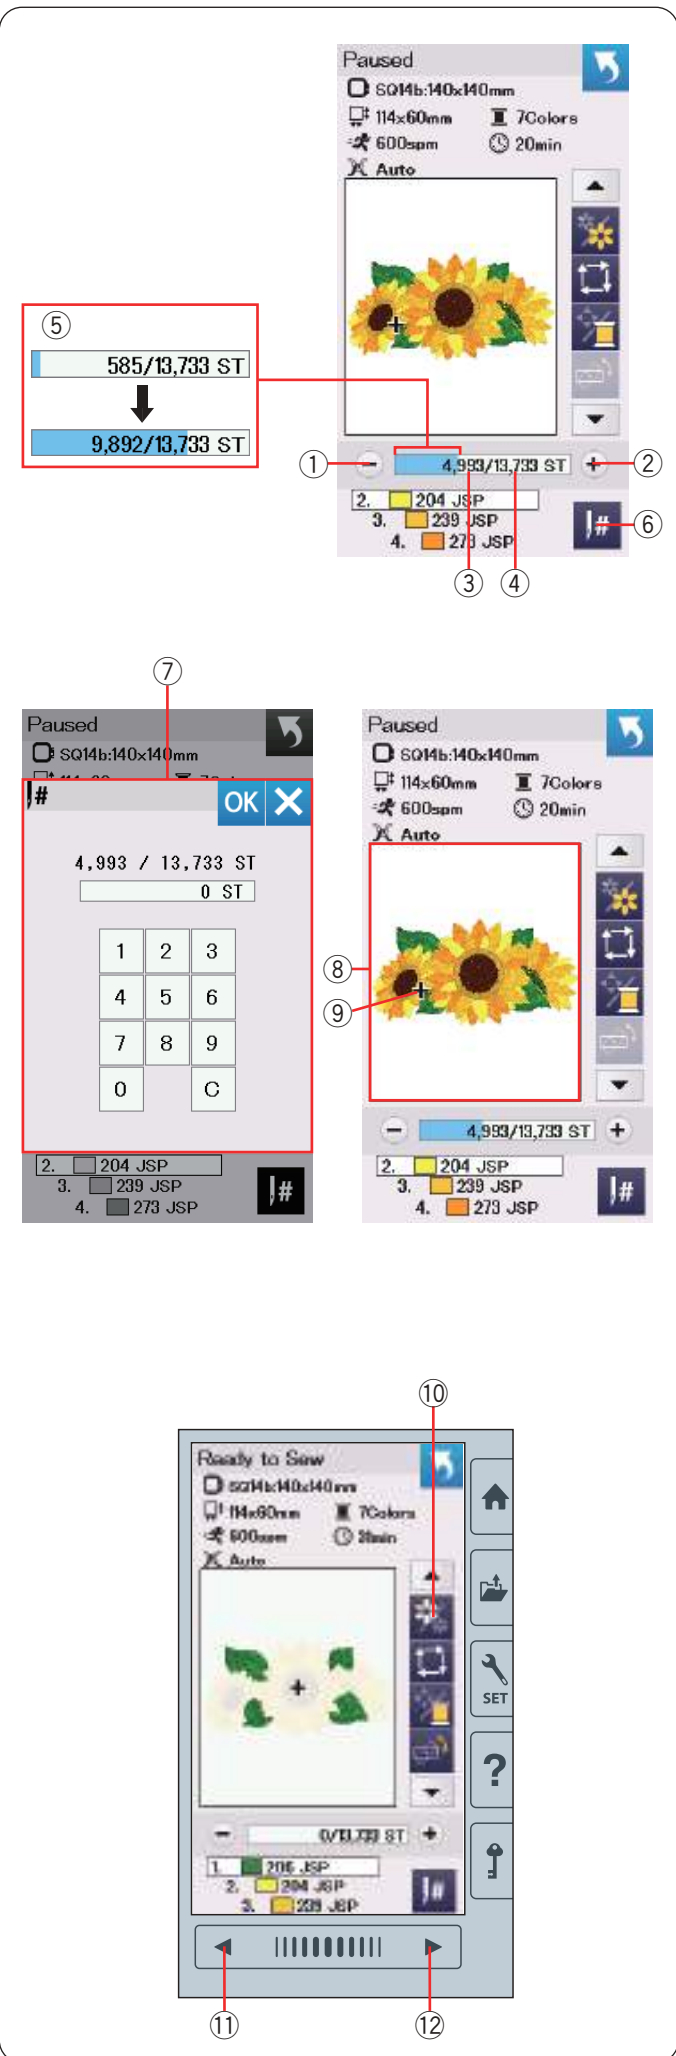 Paused
SQ14b:140x140mm
114x60mm 7Colors
600spm 20min
Auto
⑤
585/13,733 ST
9,892/13,733 ST
① - 4,993/13,733 ST + ②
2. 204 JSP
3. 239 JSP
4. 273 JSP
# ⑥
③ ④
⑦
Paused
SQ14b:140x140mm
# OK
4,993 / 13,733 ST
0 ST
1 2 3
4 5 6
7 8 9
0 C
2. 204 JSP
3. 239 JSP
4. 273 JSP
#
Paused
SQ14b:140x140mm
114x60mm 7Colors
600spm 20min
Auto
⑧
⑨
- 4,993/13,733 ST +
2. 204 JSP
3. 239 JSP
4. 273 JSP
#
⑩
Ready to Sew
SQ14b:140x140mm
114x60mm 7Colors
600spm
Auto
SET
?
- 0/13,733 ST +
1. 206 JSP
2. 204 JSP
3. 239 JSP
#
⑪ ⑫